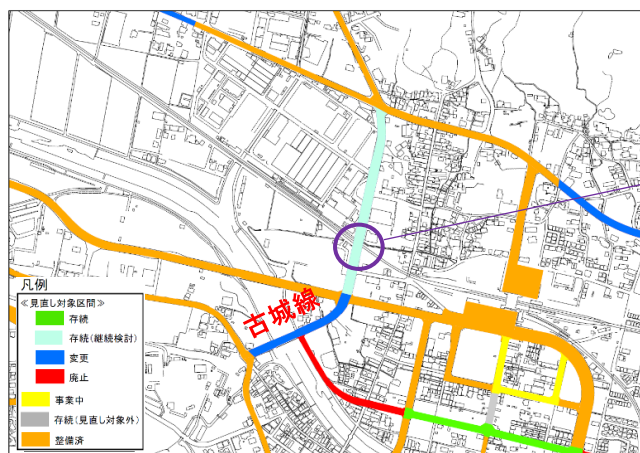 古城線
凡例
≪見直し対象区間≫
存続
存続(継続検討)
変更
廃止
事業中
存続(見直し対象外)
整備済